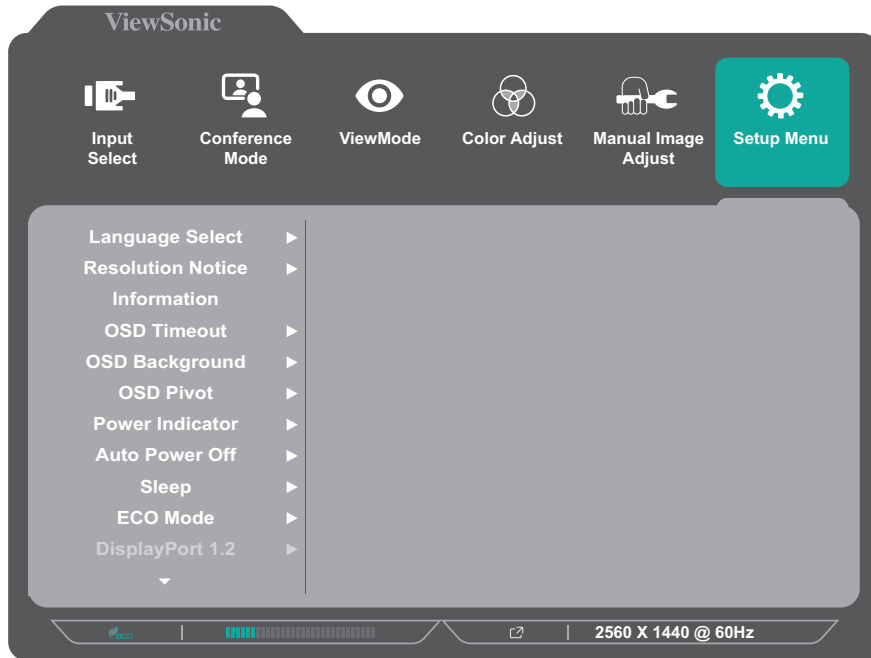 ViewSonic
Input Select
Conference Mode
ViewMode
Color Adjust
Manual Image Adjust
Setup Menu
Language Select
Resolution Notice
Information
OSD Timeout
OSD Background
OSD Pivot
Power Indicator
Auto Power Off
Sleep
ECO Mode
DisplayPort 1.2
eco
2560 X 1440 @ 60Hz